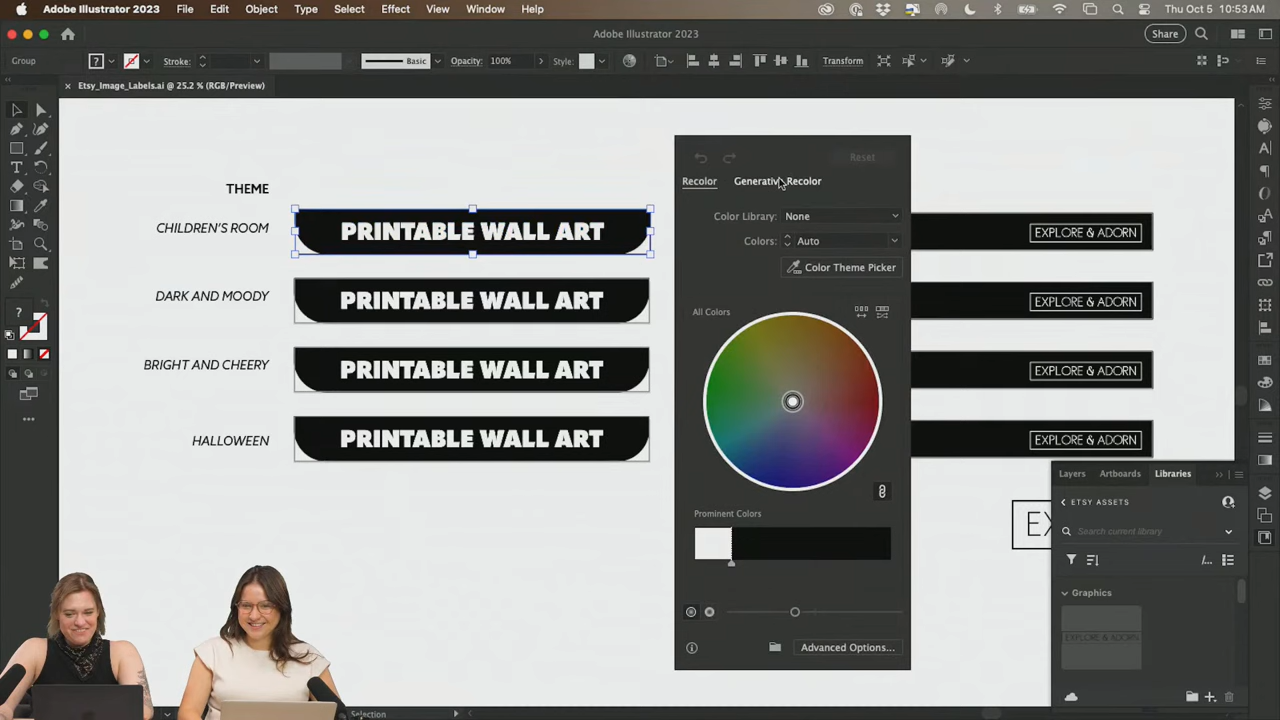 Adobe Illustrator 2023 File Edit Object Type Select Effect View Window Help Thu Oct 5 10:53 AM
Adobe Illustrator 2023
Share
Group ? Stroke: Basic Opacity: 100% Style: Transform
× Etsy_Image_Labels.ai @ 25.2 % (RGB/Preview)
THEME
CHILDREN'S ROOM
PRINTABLE WALL ART
DARK AND MOODY
PRINTABLE WALL ART
BRIGHT AND CHEERY
PRINTABLE WALL ART
HALLOWEEN
PRINTABLE WALL ART
Reset
Recolor Generative Recolor
Color Library: None
Colors: Auto
Color Theme Picker
All Colors
Prominent Colors
Advanced Options...
EXPLORE & ADORN
EXPLORE & ADORN
EXPLORE & ADORN
EXPLORE & ADORN
EX
Layers Artboards Libraries
ETSY ASSETS
Search current library
Graphics
EXPLORE & ADORN
Selection